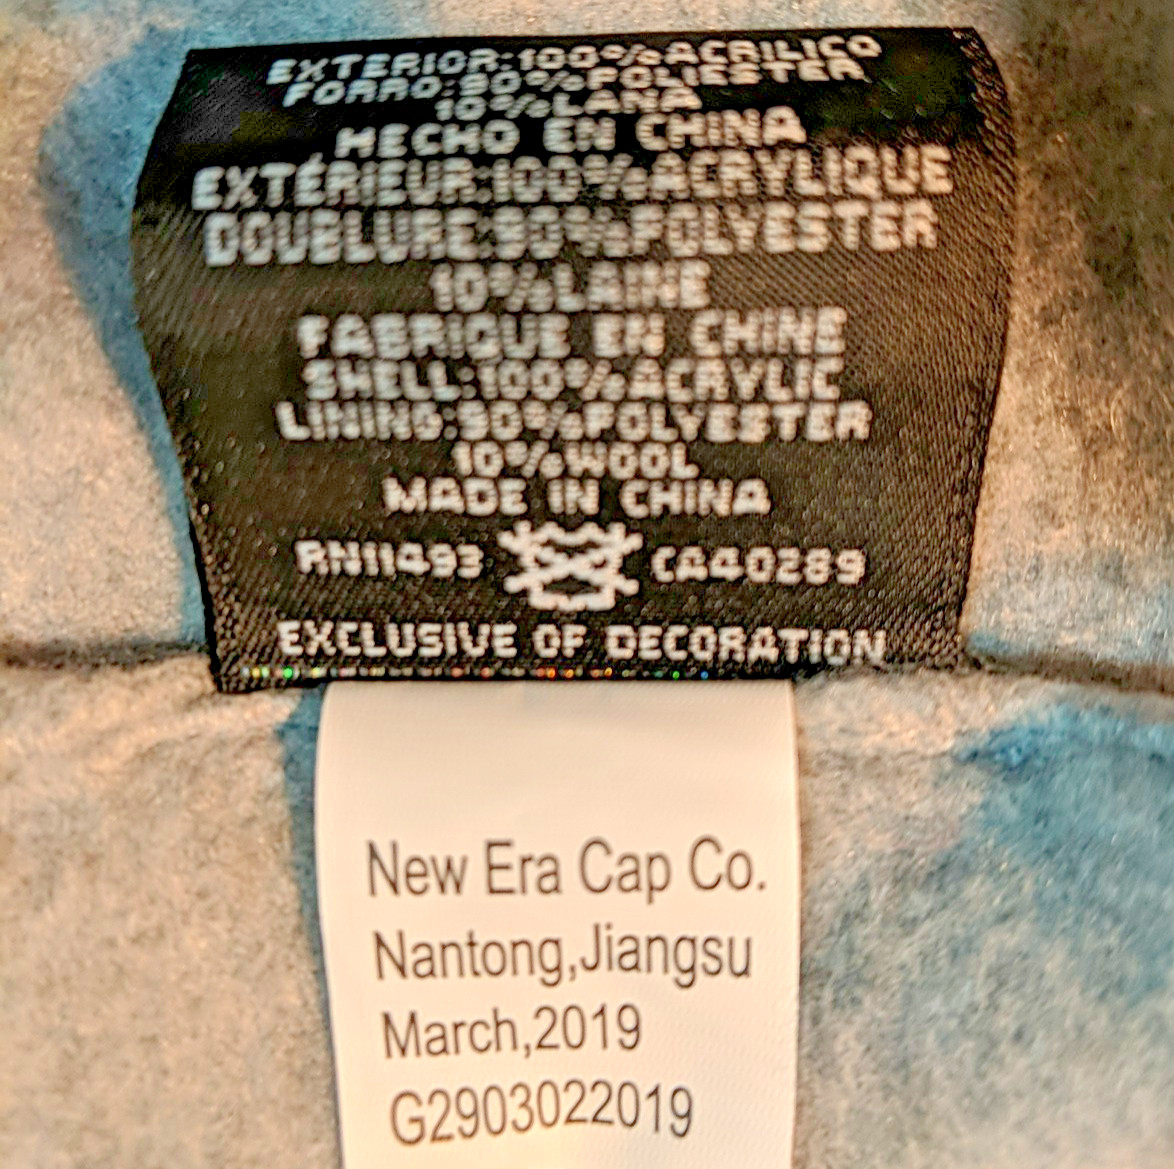 EXTERIOR:100%ACRILICO
FORRO:90%POLIESTER
10%LANA
HECHO EN CHINA
EXTÉRIEUR:100%ACRYLIQUE
DOUBLURE:90%POLYESTER
10%LAINE
FABRIQUE EN CHINE
SHELL:100%ACRYLIC
LINING:90%POLYESTER
10%WOOL
MADE IN CHINA
RN11493 CA40289
EXCLUSIVE OF DECORATION
New Era Cap Co.
Nantong,Jiangsu
March,2019
G2903022019